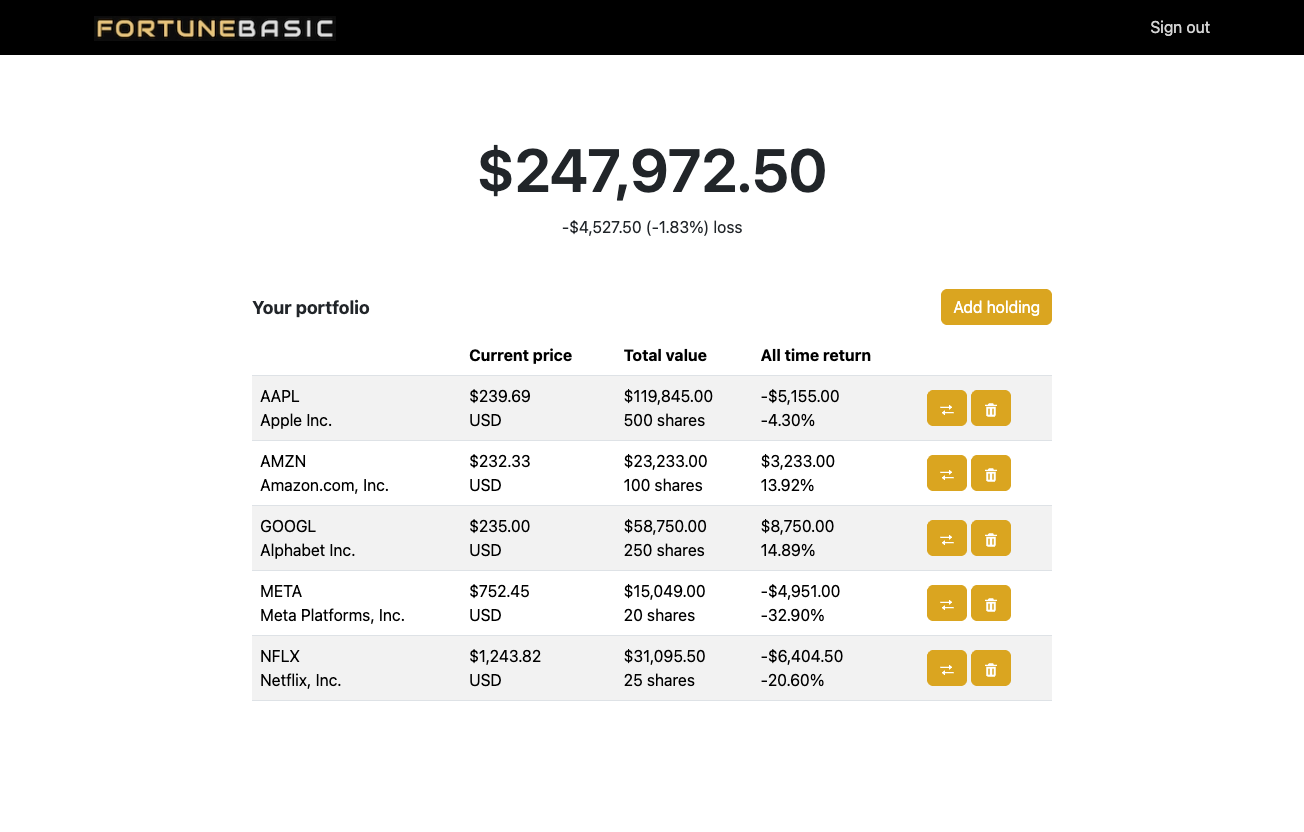 FORTUNEBASIC
Sign out
$247,972.50
-$4,527.50 (-1.83%) loss
Your portfolio
Add holding
Current price Total value All time return
AAPL $239.69 $119,845.00 -$5,155.00
Apple Inc. USD 500 shares -4.30%
AMZN $232.33 $23,233.00 $3,233.00
Amazon.com, Inc. USD 100 shares 13.92%
GOOGL $235.00 $58,750.00 $8,750.00
Alphabet Inc. USD 250 shares 14.89%
META $752.45 $15,049.00 -$4,951.00
Meta Platforms, Inc. USD 20 shares -32.90%
NFLX $1,243.82 $31,095.50 -$6,404.50
Netflix, Inc. USD 25 shares -20.60%